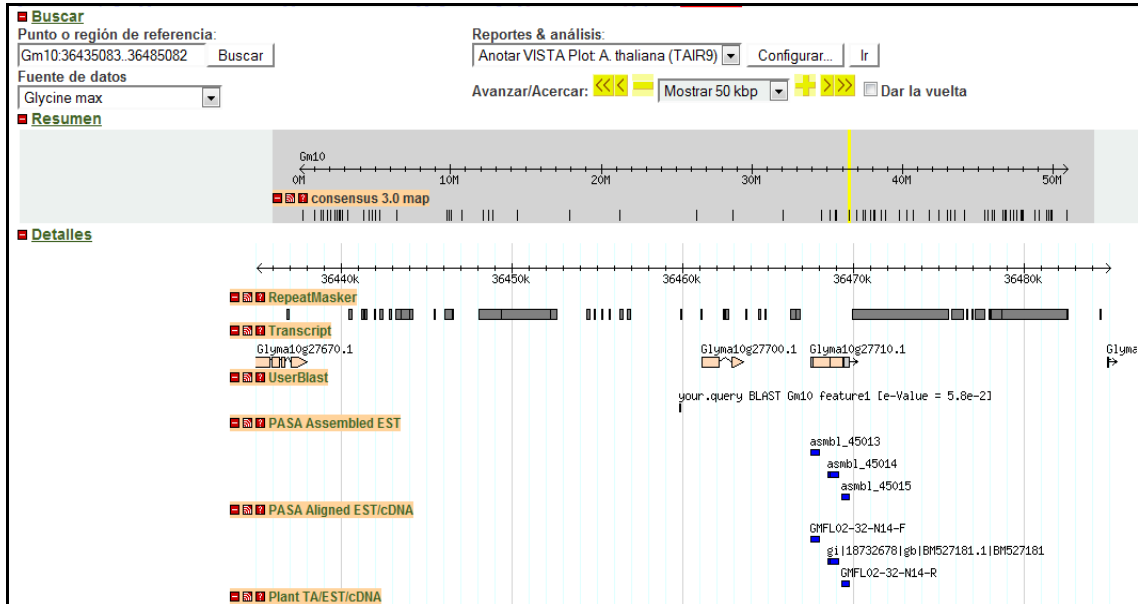 Buscar
Punto o región de referencia: Reportes & análisis:
Gm10:36435083..36485082 Buscar Anotar VISTA Plot: A. thaliana (TAIR9) Configurar... Ir
Fuente de datos
Glycine max Avanzar/Acercar: << < Mostrar 50 kbp > >> Dar la vuelta
Resumen
Gm10
0M 10M 20M 30M 40M 50M
consensus 3.0 map
Detalles
36440k 36450k 36460k 36470k 36480k
RepeatMasker
Transcript
Glyma10g27670.1 Glyma10g27700.1 Glyma10g27710.1 Glyma
UserBlast
your.query BLAST Gm10 feature1 [e-Value = 5.8e-2]
PASA Assembled EST
asmbl_45013
asmbl_45014
asmbl_45015
PASA Aligned EST/cDNA
GMFL02-32-N14-F
gi|18732678|gb|BM527181.1|BM527181
GMFL02-32-N14-R
Plant TA/EST/cDNA